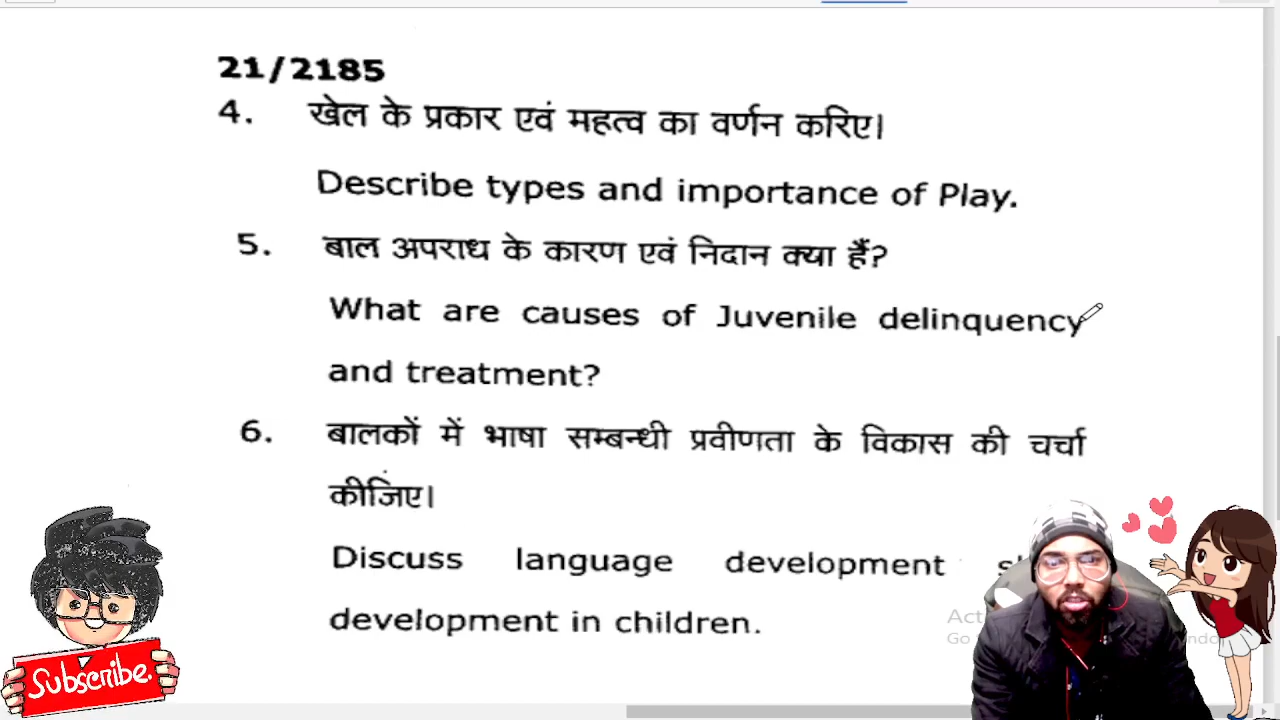 21/2185
4. खेल के प्रकार एवं महत्व का वर्णन करिए।
Describe types and importance of Play.
5. बाल अपराध के कारण एवं निदान क्या हैं?
What are causes of Juvenile delinquency
and treatment?
6. बालकों में भाषा सम्बन्धी प्रवीणता के विकास की चर्चा
कीजिए।
Discuss language development
development in children.
Subscribe.